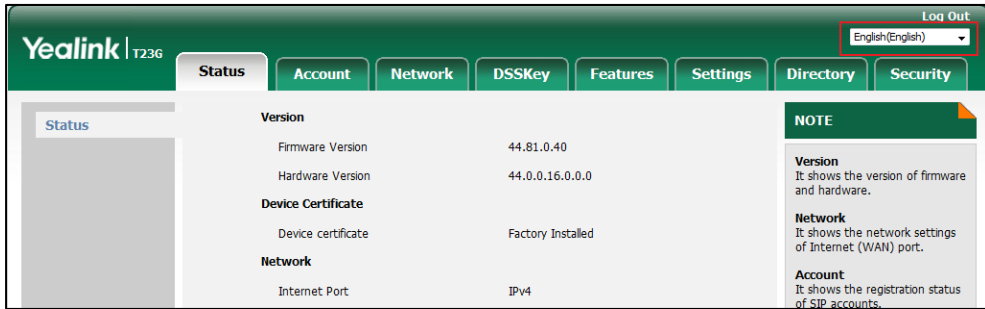 Log Out
Yealink T23G
English(English)
Status Account Network DSSKey Features Settings Directory Security
Status
Version
Firmware Version 44.81.0.40
Hardware Version 44.0.0.16.0.0.0
Device Certificate
Device certificate Factory Installed
Network
Internet Port IPv4
NOTE
Version
It shows the version of firmware
and hardware.
Network
It shows the network settings
of Internet (WAN) port.
Account
It shows the registration status
of SIP accounts.